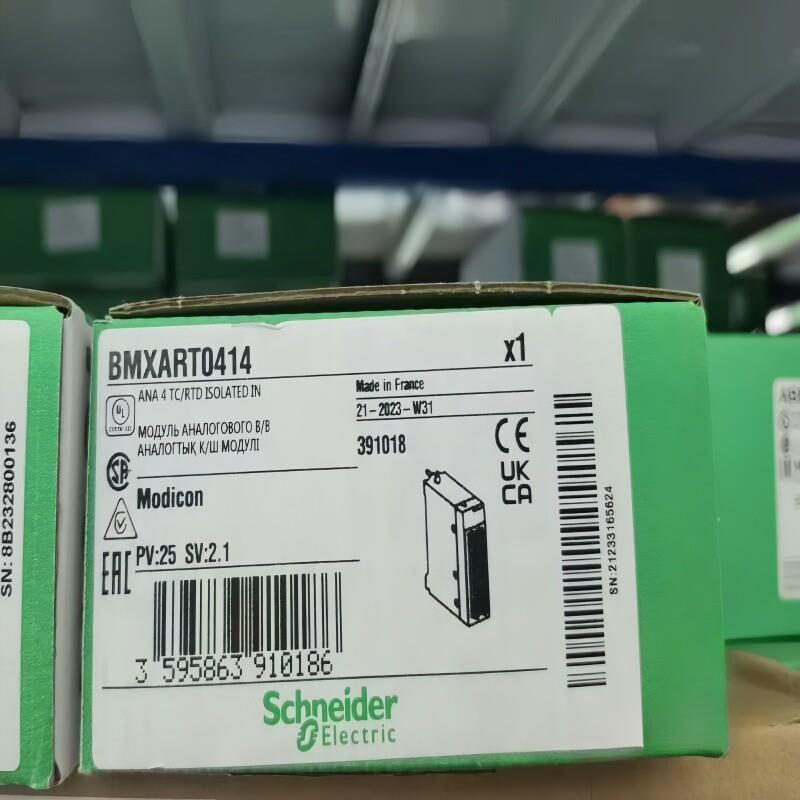 BMXART0414
x1
ANA 4 TC/RTD ISOLATED IN
Made in France
21-2023-W31
UL
МОДУЛЬ АНАЛОГОВОГО В/В
АНАЛОГТЫҚ К/Ш МОДУЛІ
391018
CE
UK
CA
Modicon
EAC
PV:25 SV:2.1
3 595863 910186
Schneider
Electric
SN:21233165624
SN: 8B232800136